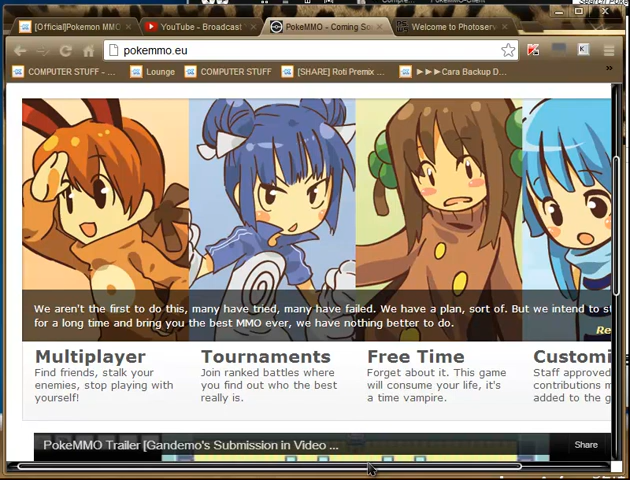 [Official]Pokemon MMO
YouTube - Broadcast
PokeMMO - Coming So
Welcome to Photoserv
pokemmo.eu
COMPUTER STUFF - ...
Lounge
COMPUTER STUFF
[SHARE] Roti Premix ...
►►►Cara Backup D...
We aren't the first to do this, many have tried, many have failed. We have a plan, sort of. But we intend to st
for a long time and bring you the best MMO ever, we have nothing better to do.
Re
Multiplayer
Find friends, stalk your
enemies, stop playing with
yourself!
Tournaments
Join ranked battles where
you find out who the best
really is.
Free Time
Forget about it. This game
will consume your life, it's
a time vampire.
Customi
Staff approved
contributions m
added to the g
PokéMMO Trailer [Gandemo's Submission in Video ...
Share